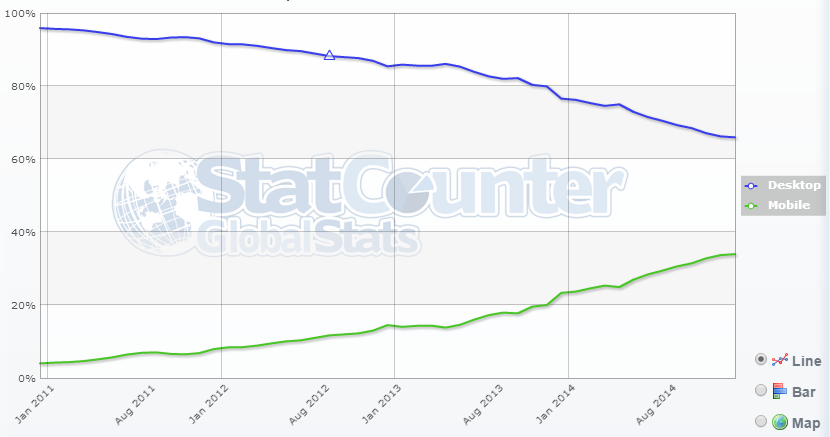 100%
80%
60%
40%
20%
0%
StatCounter
GlobalStats
Jan 2011
Aug 2011
Jan 2012
Aug 2012
Jan 2013
Aug 2013
Jan 2014
Aug 2014
Desktop
Mobile
Line
Bar
Map